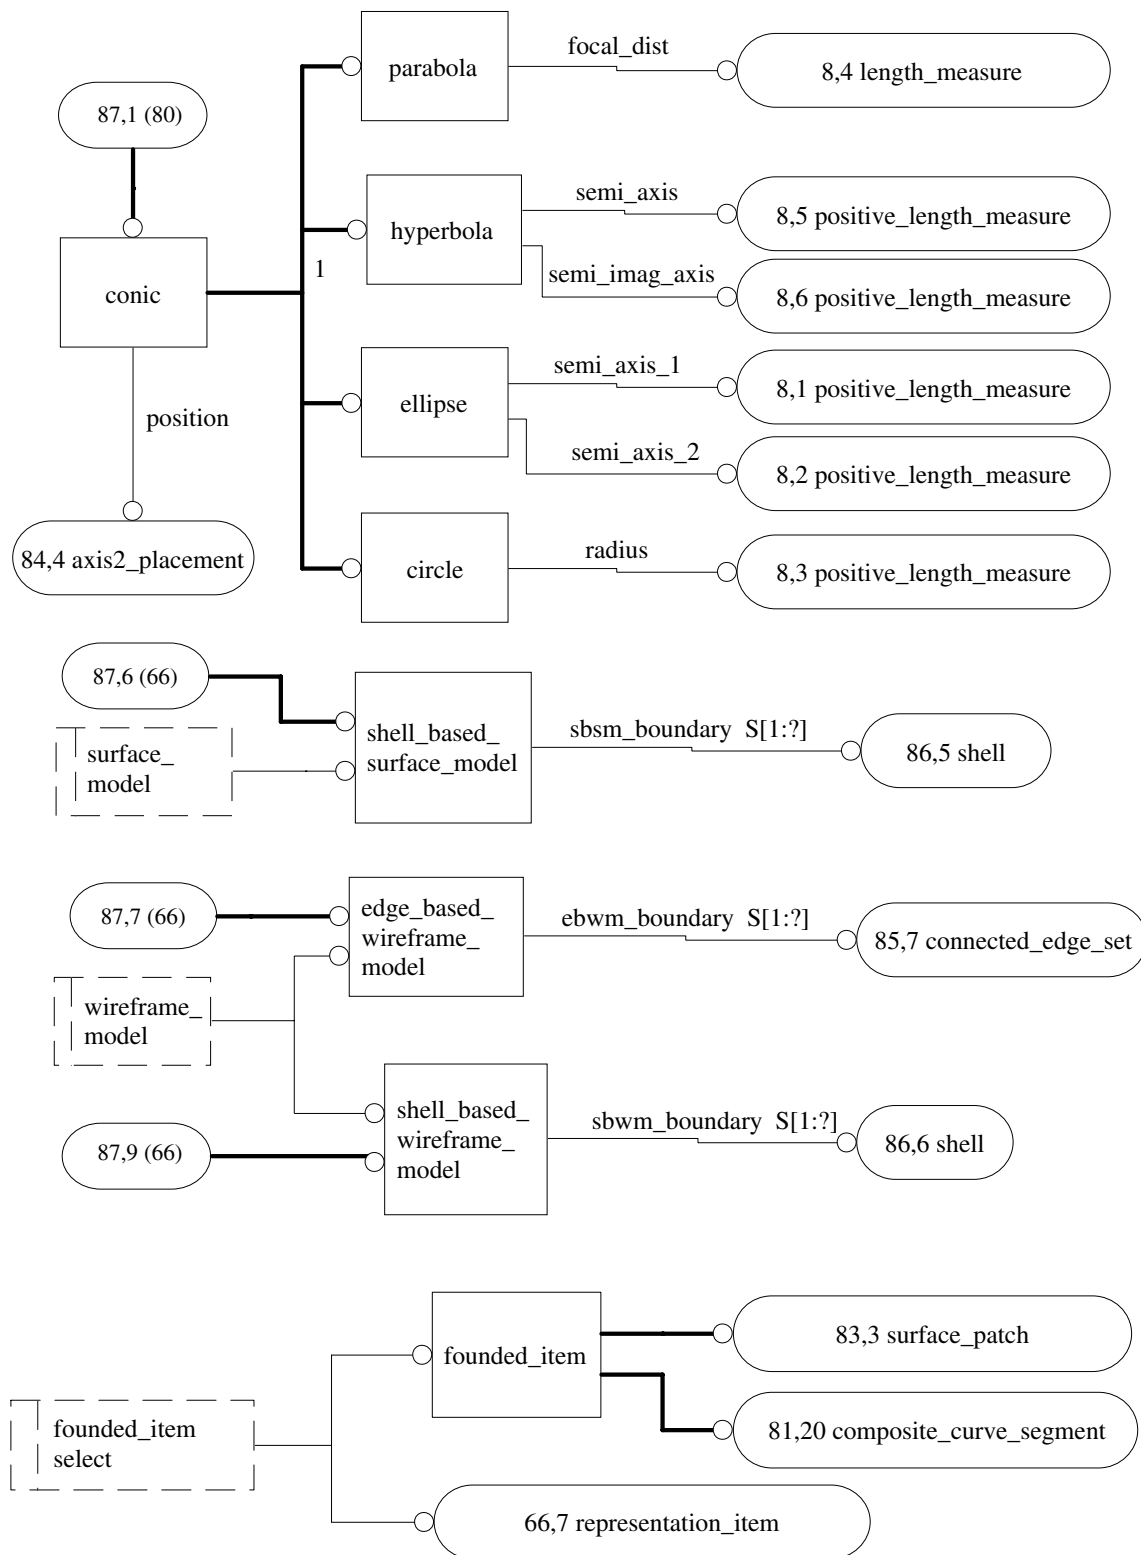 parabola
focal_dist
8,4 length_measure
87,1 (80)
hyperbola
semi_axis
8,5 positive_length_measure
semi_imag_axis
8,6 positive_length_measure
conic
1
position
ellipse
semi_axis_1
8,1 positive_length_measure
semi_axis_2
8,2 positive_length_measure
84,4 axis2_placement
circle
radius
8,3 positive_length_measure
87,6 (66)
surface_
model
shell_based_
surface_model
sbsm_boundary S[1:?]
86,5 shell
87,7 (66)
edge_based_
wireframe_
model
ebwm_boundary S[1:?]
85,7 connected_edge_set
wireframe_
model
87,9 (66)
shell_based_
wireframe_
model
sbwm_boundary S[1:?]
86,6 shell
founded_item
83,3 surface_patch
81,20 composite_curve_segment
founded_item
select
66,7 representation_item